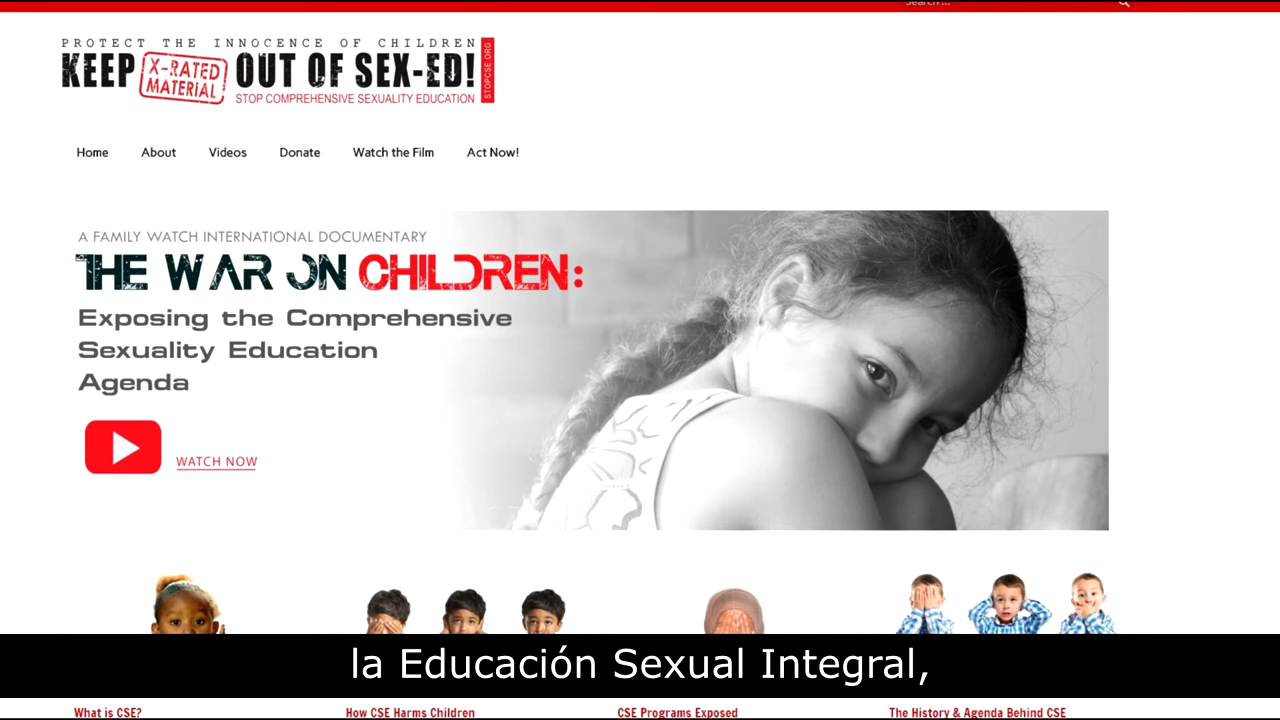 Search ...
PROTECT THE INNOCENCE OF CHILDREN
KEEP X-RATED MATERIAL OUT OF SEX-ED!
STOP COMPREHENSIVE SEXUALITY EDUCATION
STOPCSE.ORG
Home About Videos Donate Watch the Film Act Now!
A FAMILY WATCH INTERNATIONAL DOCUMENTARY
THE WAR ON CHILDREN:
Exposing the Comprehensive
Sexuality Education
Agenda
WATCH NOW
la Educación Sexual Integral,
What is CSE? How CSE Harms Children CSE Programs Exposed The History & Agenda Behind CSE